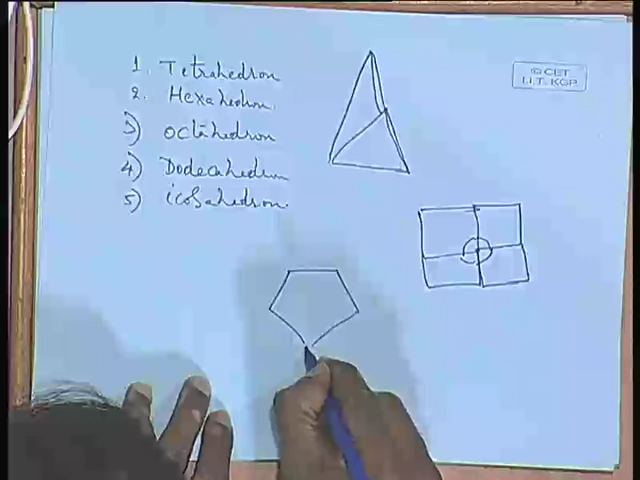 1. Tetrahedron
2. Hexahedron
3) octahedron
4) Dodecahedron
5) icosahedron.
© CET
I.I.T. KGP